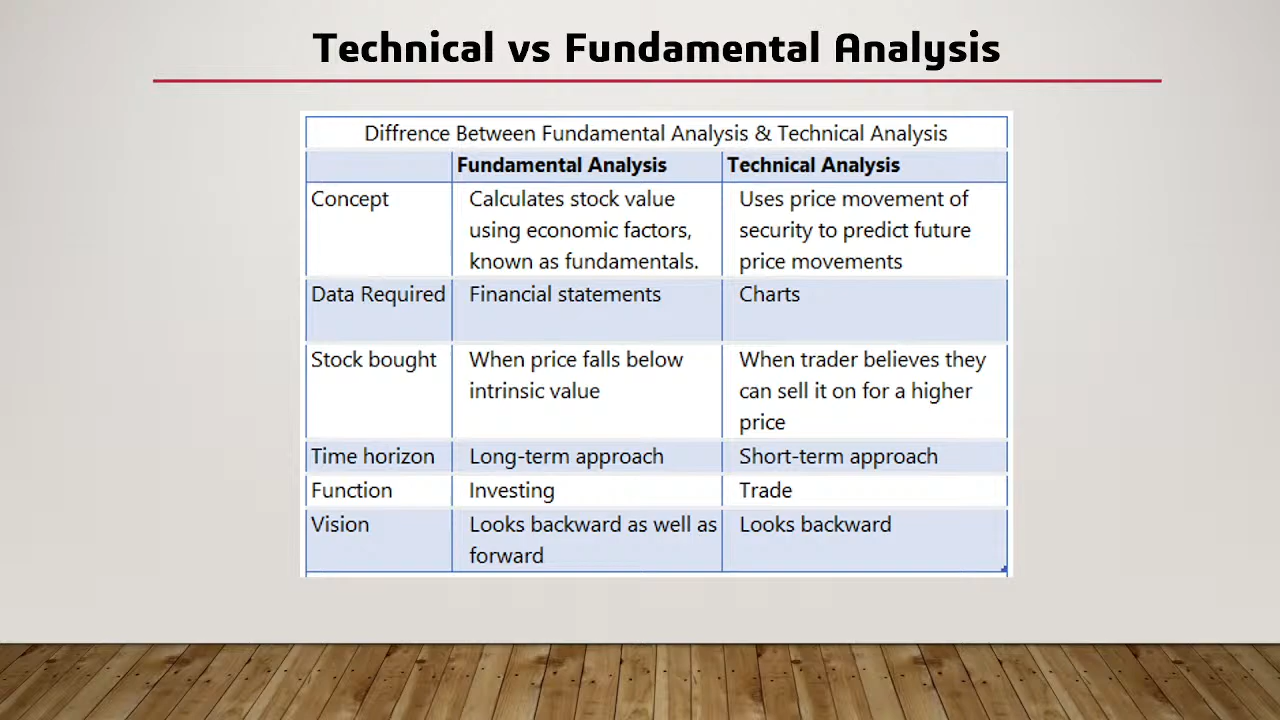 Technical vs Fundamental Analysis
Diffrence Between Fundamental Analysis & Technical Analysis
Fundamental Analysis Technical Analysis
Concept Calculates stock value Uses price movement of
using economic factors, security to predict future
known as fundamentals. price movements
Data Required Financial statements Charts
Stock bought When price falls below When trader believes they
intrinsic value can sell it on for a higher
price
Time horizon Long-term approach Short-term approach
Function Investing Trade
Vision Looks backward as well as Looks backward
forward